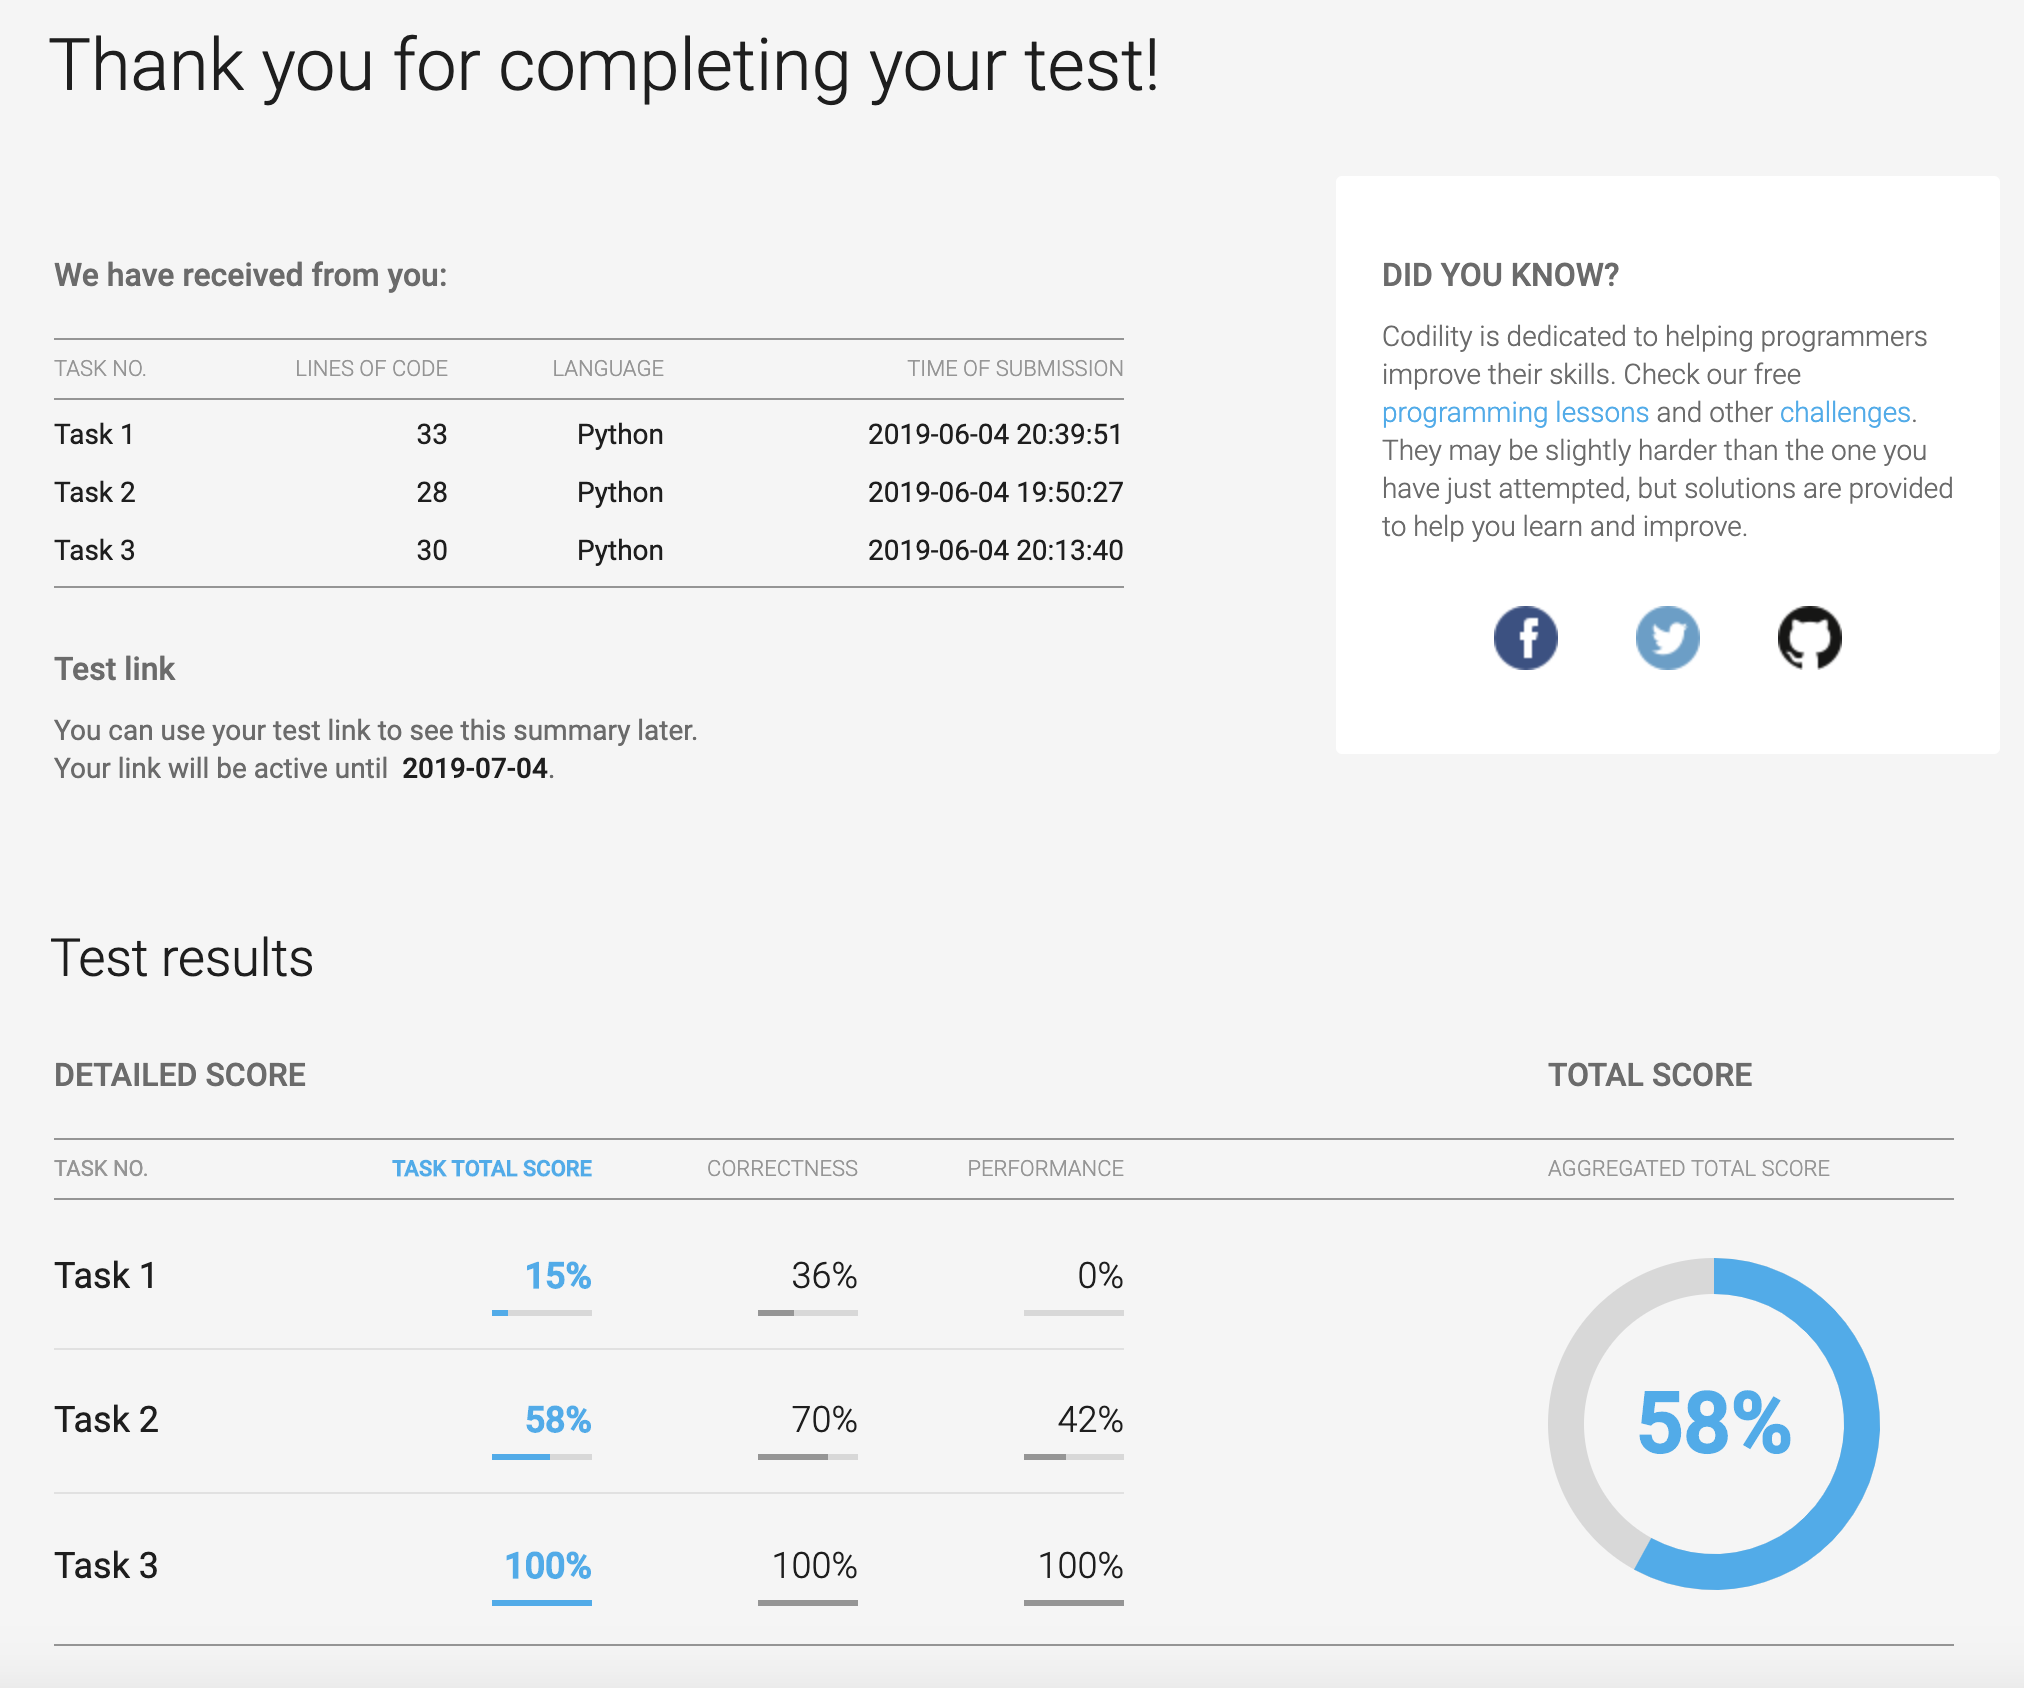 Thank you for completing your test!
We have received from you:
TASK NO. LINES OF CODE LANGUAGE TIME OF SUBMISSION
Task 1 33 Python 2019-06-04 20:39:51
Task 2 28 Python 2019-06-04 19:50:27
Task 3 30 Python 2019-06-04 20:13:40
Test link
You can use your test link to see this summary later.
Your link will be active until 2019-07-04.
DID YOU KNOW?
Codility is dedicated to helping programmers
improve their skills. Check our free
programming lessons and other challenges.
They may be slightly harder than the one you
have just attempted, but solutions are provided
to help you learn and improve.
Test results
DETAILED SCORE
TASK NO. TASK TOTAL SCORE CORRECTNESS PERFORMANCE
Task 1 15% 36% 0%
Task 2 58% 70% 42%
Task 3 100% 100% 100%
TOTAL SCORE
AGGREGATED TOTAL SCORE
58%